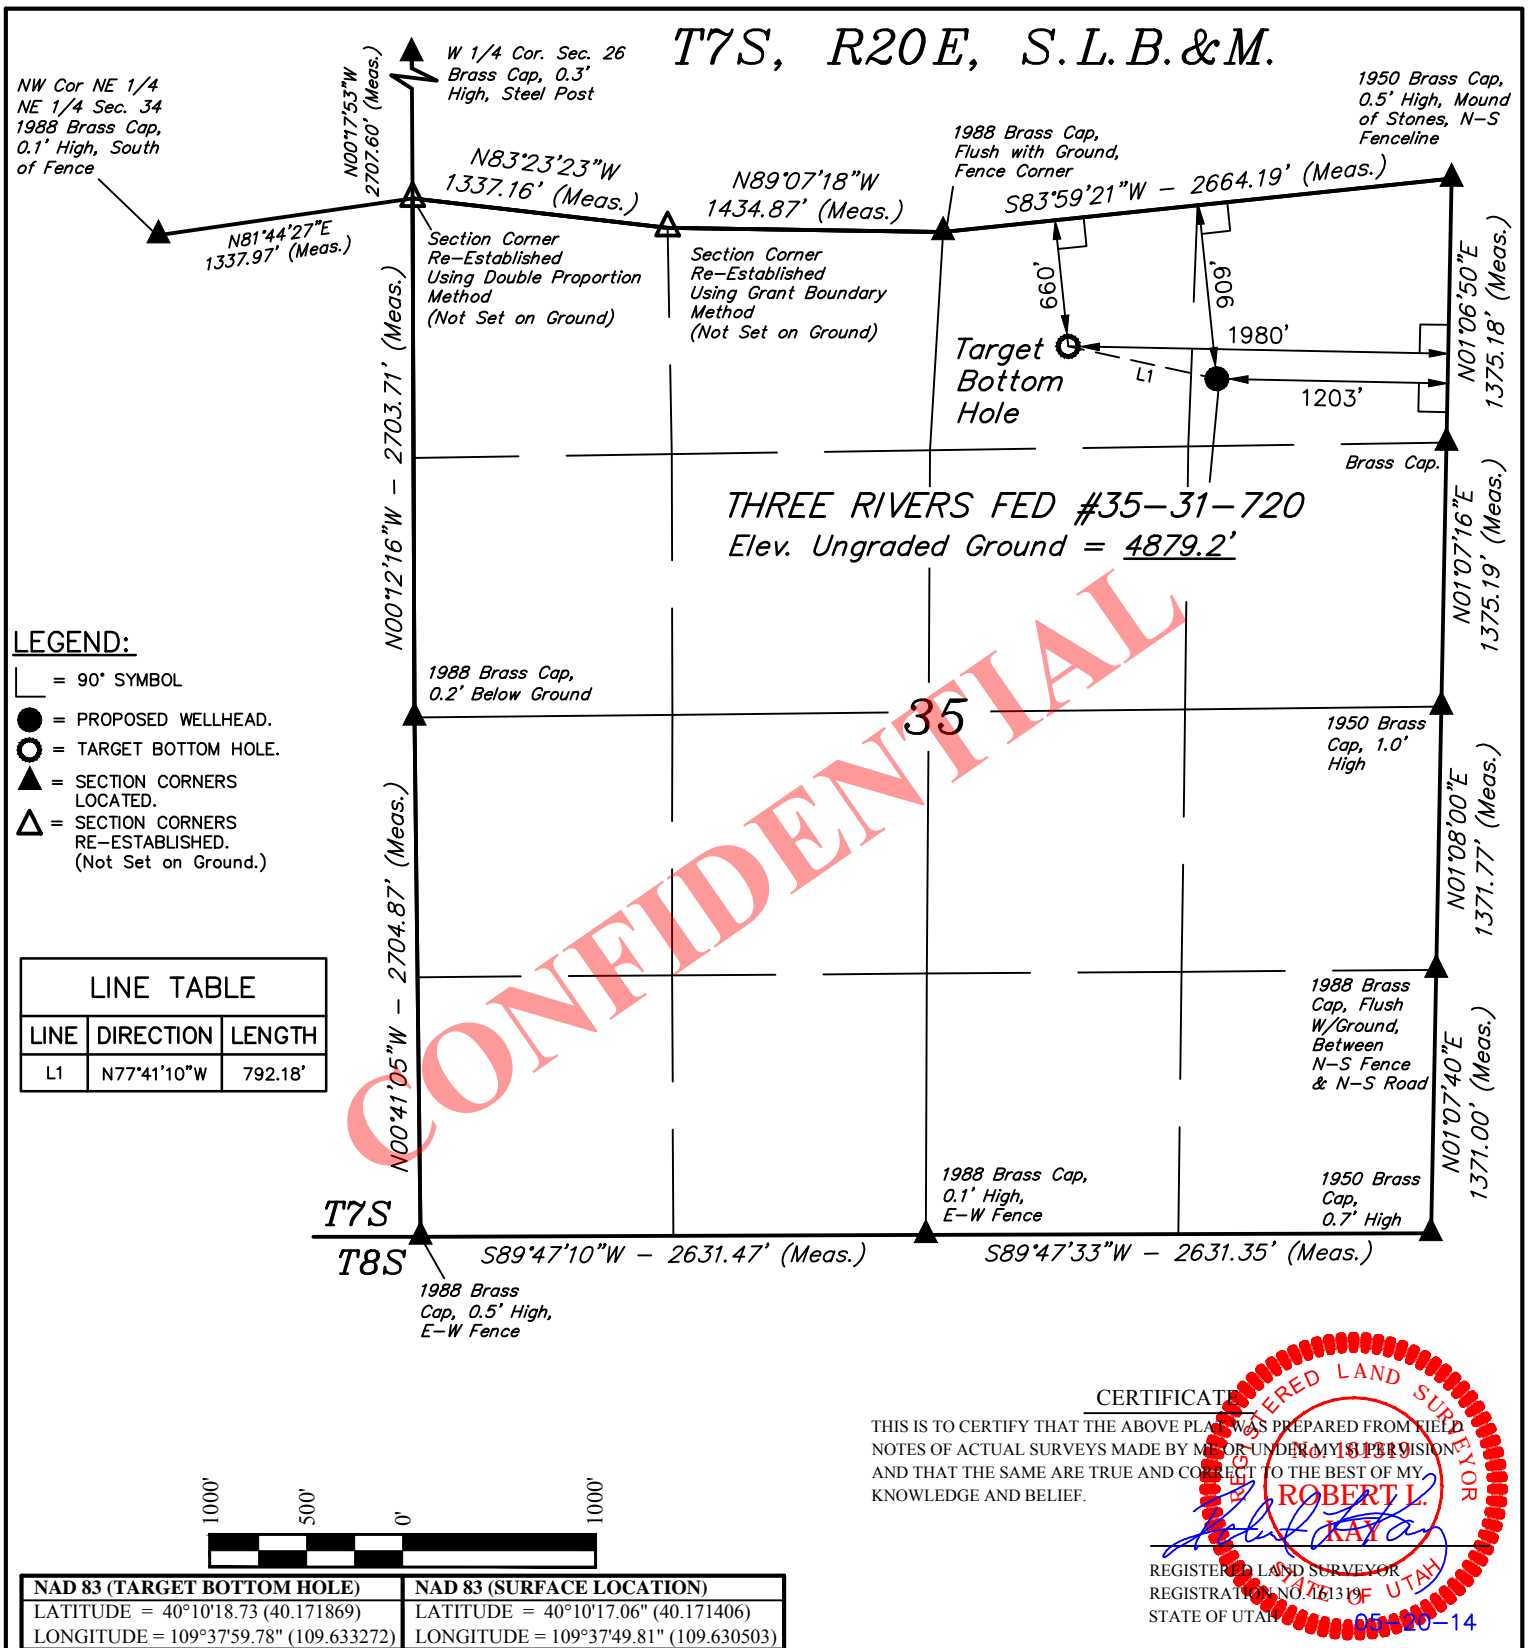 T7S, R20E, S.L.B.&M.
NW Cor NE 1/4
NE 1/4 Sec. 34
1988 Brass Cap,
0.1' High, South
of Fence
N00°17'53"W
2707.60' (Meas.)
W 1/4 Cor. Sec. 26
Brass Cap, 0.3'
High, Steel Post
1950 Brass Cap,
0.5' High, Mound
of Stones, N-S
Fenceline
N83°23'23"W
1337.16' (Meas.)
N89°07'18"W
1434.87' (Meas.)
1988 Brass Cap,
Flush with Ground,
Fence Corner
S83°59'21"W - 2664.19' (Meas.)
N81°44'27"E
1337.97' (Meas.)
Section Corner
Re-Established
Using Double Proportion
Method
(Not Set on Ground)
Section Corner
Re-Established
Using Grant Boundary
Method
(Not Set on Ground)
660'
909'
1980'
1203'
L1
Target
Bottom
Hole
N01°06'50"E
1375.18' (Meas.)
Brass Cap.
N00°12'16"W - 2703.71' (Meas.)
THREE RIVERS FED #35-31-720
Elev. Ungraded Ground = 4879.2'
N01°07'16"E
1375.19' (Meas.)
LEGEND:
= 90° SYMBOL
= PROPOSED WELLHEAD.
= TARGET BOTTOM HOLE.
= SECTION CORNERS
LOCATED.
= SECTION CORNERS
RE-ESTABLISHED.
(Not Set on Ground.)
1988 Brass Cap,
0.2' Below Ground
35
1950 Brass
Cap, 1.0'
High
CONFIDENTIAL
N00°41'05"W - 2704.87' (Meas.)
N01°08'00"E
1371.77' (Meas.)
LINE TABLE
LINE DIRECTION LENGTH
L1 N77°41'10"W 792.18'
1988 Brass
Cap, Flush
W/Ground,
Between
N-S Fence
& N-S Road
N01°07'40"E
1371.00' (Meas.)
1988 Brass Cap,
0.1' High,
E-W Fence
1950 Brass
Cap,
0.7' High
T7S
T8S
S89°47'10"W - 2631.47' (Meas.)
S89°47'33"W - 2631.35' (Meas.)
1988 Brass
Cap, 0.5' High,
E-W Fence
CERTIFICATE
THIS IS TO CERTIFY THAT THE ABOVE PLAT WAS PREPARED FROM FIELD
NOTES OF ACTUAL SURVEYS MADE BY ME OR UNDER MY SUPERVISION
AND THAT THE SAME ARE TRUE AND CORRECT TO THE BEST OF MY
KNOWLEDGE AND BELIEF.
REGISTERED LAND SURVEYOR
No. 161319
ROBERT L.
KAY
STATE OF UTAH
Robert L. Kay
REGISTERED LAND SURVEYOR
REGISTRATION NO. 161319
STATE OF UTAH
05-20-14
1000' 500' 0' 1000'
NAD 83 (TARGET BOTTOM HOLE)
LATITUDE = 40°10'18.73 (40.171869)
LONGITUDE = 109°37'59.78" (109.633272)
NAD 83 (SURFACE LOCATION)
LATITUDE = 40°10'17.06" (40.171406)
LONGITUDE = 109°37'49.81" (109.630503)